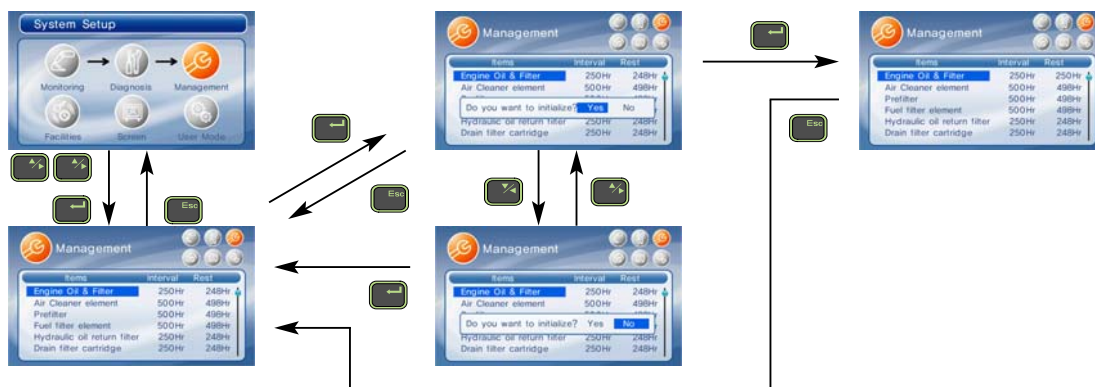 System Setup
Monitoring Diagnosis Management
Facilities Screen User Mode
Esc
Management
Items Interval Rest
Engine Oil & Filter 250Hr 248Hr
Air Cleaner element 500Hr 498Hr
Prefilter 500Hr 498Hr
Fuel filter element 500Hr 498Hr
Hydraulic oil return filter 250Hr 248Hr
Drain filter cartridge 250Hr 248Hr
Esc
Management
Items Interval Rest
Engine Oil & Filter 250Hr 248Hr
Air Cleaner element 500Hr 498Hr
Do you want to initialize? Yes No
Hydraulic oil return filter 250Hr 248Hr
Drain filter cartridge 250Hr 248Hr
Management
Items Interval Rest
Engine Oil & Filter 250Hr 248Hr
Air Cleaner element 500Hr 498Hr
Do you want to initialize? Yes No
Hydraulic oil return filter 250Hr 248Hr
Drain filter cartridge 250Hr 248Hr
Esc
Management
Items Interval Rest
Engine Oil & Filter 250Hr 250Hr
Air Cleaner element 500Hr 498Hr
Prefilter 500Hr 498Hr
Fuel filter element 500Hr 498Hr
Hydraulic oil return filter 250Hr 248Hr
Drain filter cartridge 250Hr 248Hr